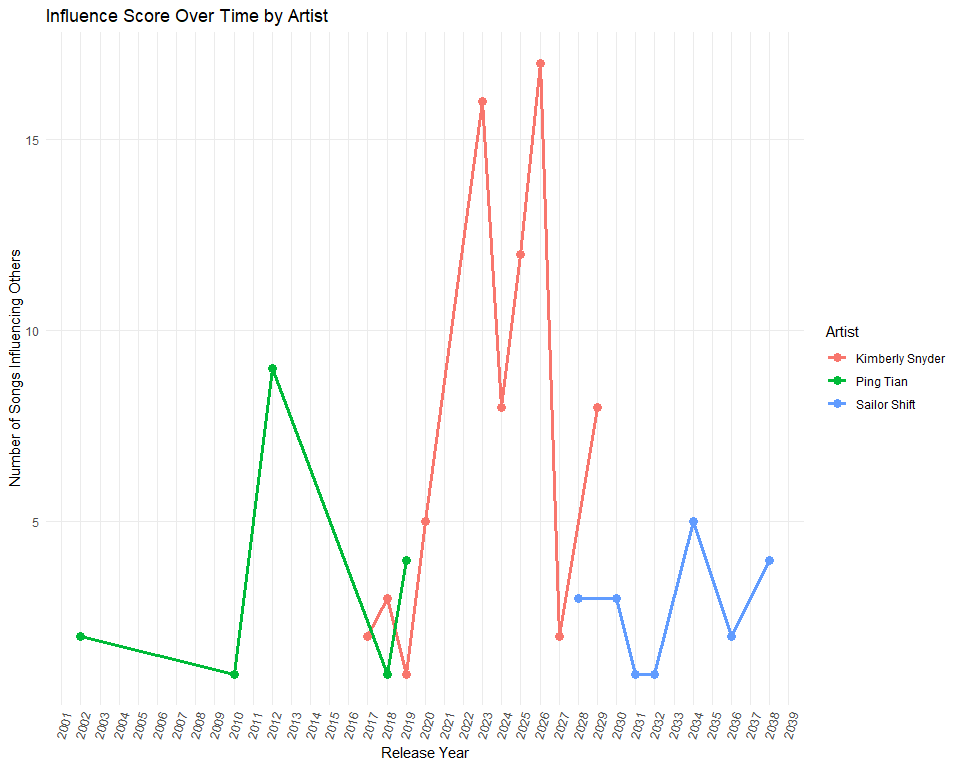 Influence Score Over Time by Artist
Number of Songs Influencing Others
15
10
5
2001 2002 2003 2004 2005 2006 2007 2008 2009 2010 2011 2012 2013 2014 2015 2016 2017 2018 2019 2020 2021 2022 2023 2024 2025 2026 2027 2028 2029 2030 2031 2032 2033 2034 2035 2036 2037 2038 2039
Release Year
Artist
Kimberly Snyder
Ping Tian
Sailor Shift